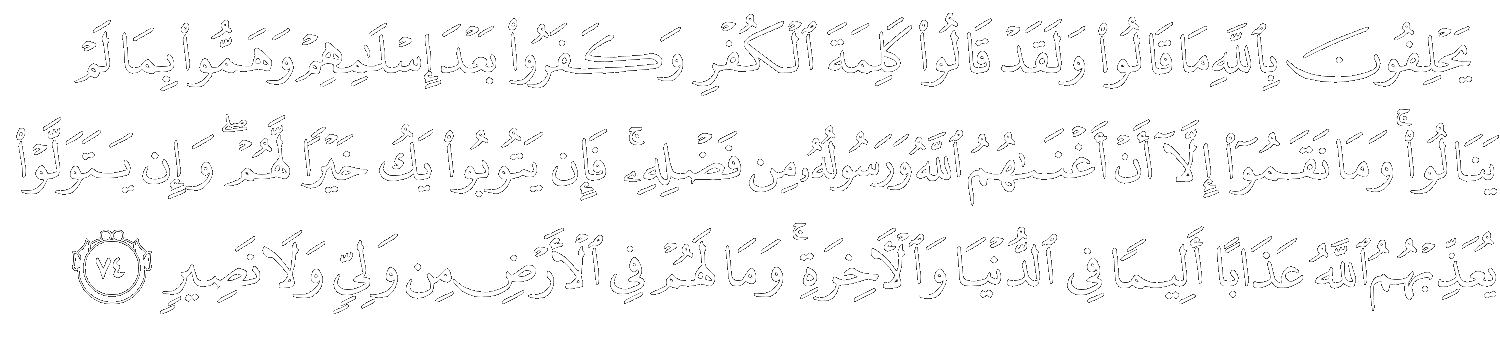 يَحْلِفُونَ بِٱللَّهِ مَا قَالُوا۟ وَلَقَدْ قَالُوا۟ كَلِمَةَ ٱلْكُفْرِ وَكَفَرُوا۟ بَعْدَ إِسْلَٰمِهِمْ وَهَمُّوا۟ بِمَا لَمْ
يَنَالُوا۟ ۚ وَمَا نَقَمُوٓا۟ إِلَّآ أَنْ أَغْنَىٰهُمُ ٱللَّهُ وَرَسُولُهُۥ مِن فَضْلِهِۦ ۚ فَإِن يَتُوبُوا۟ يَكُ خَيْرًا لَّهُمْ ۖ وَإِن يَتَوَلَّوْا۟
يُعَذِّبْهُمُ ٱللَّهُ عَذَابًا أَلِيمًا فِى ٱلدُّنْيَا وَٱلْـَٔاخِرَةِ ۚ وَمَا لَهُمْ فِى ٱلْأَرْضِ مِن وَلِىٍّ وَلَا نَصِيرٍ ٧٤